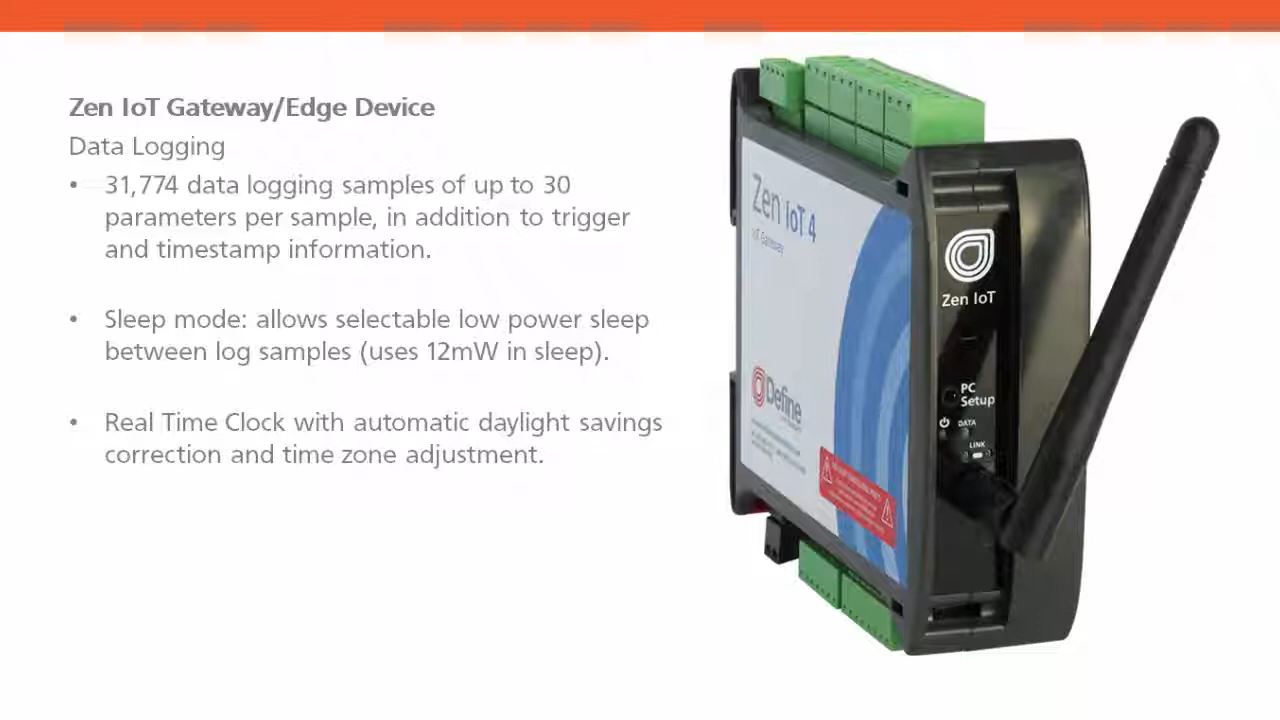 Zen IoT Gateway/Edge Device
Data Logging
• 31,774 data logging samples of up to 30
parameters per sample, in addition to trigger
and timestamp information.
• Sleep mode: allows selectable low power sleep
between log samples (uses 12mW in sleep).
• Real Time Clock with automatic daylight savings
correction and time zone adjustment.
Zen IoT 4
IoT Gateway
Define
Zen IoT
PC
Setup
DATA
LINK